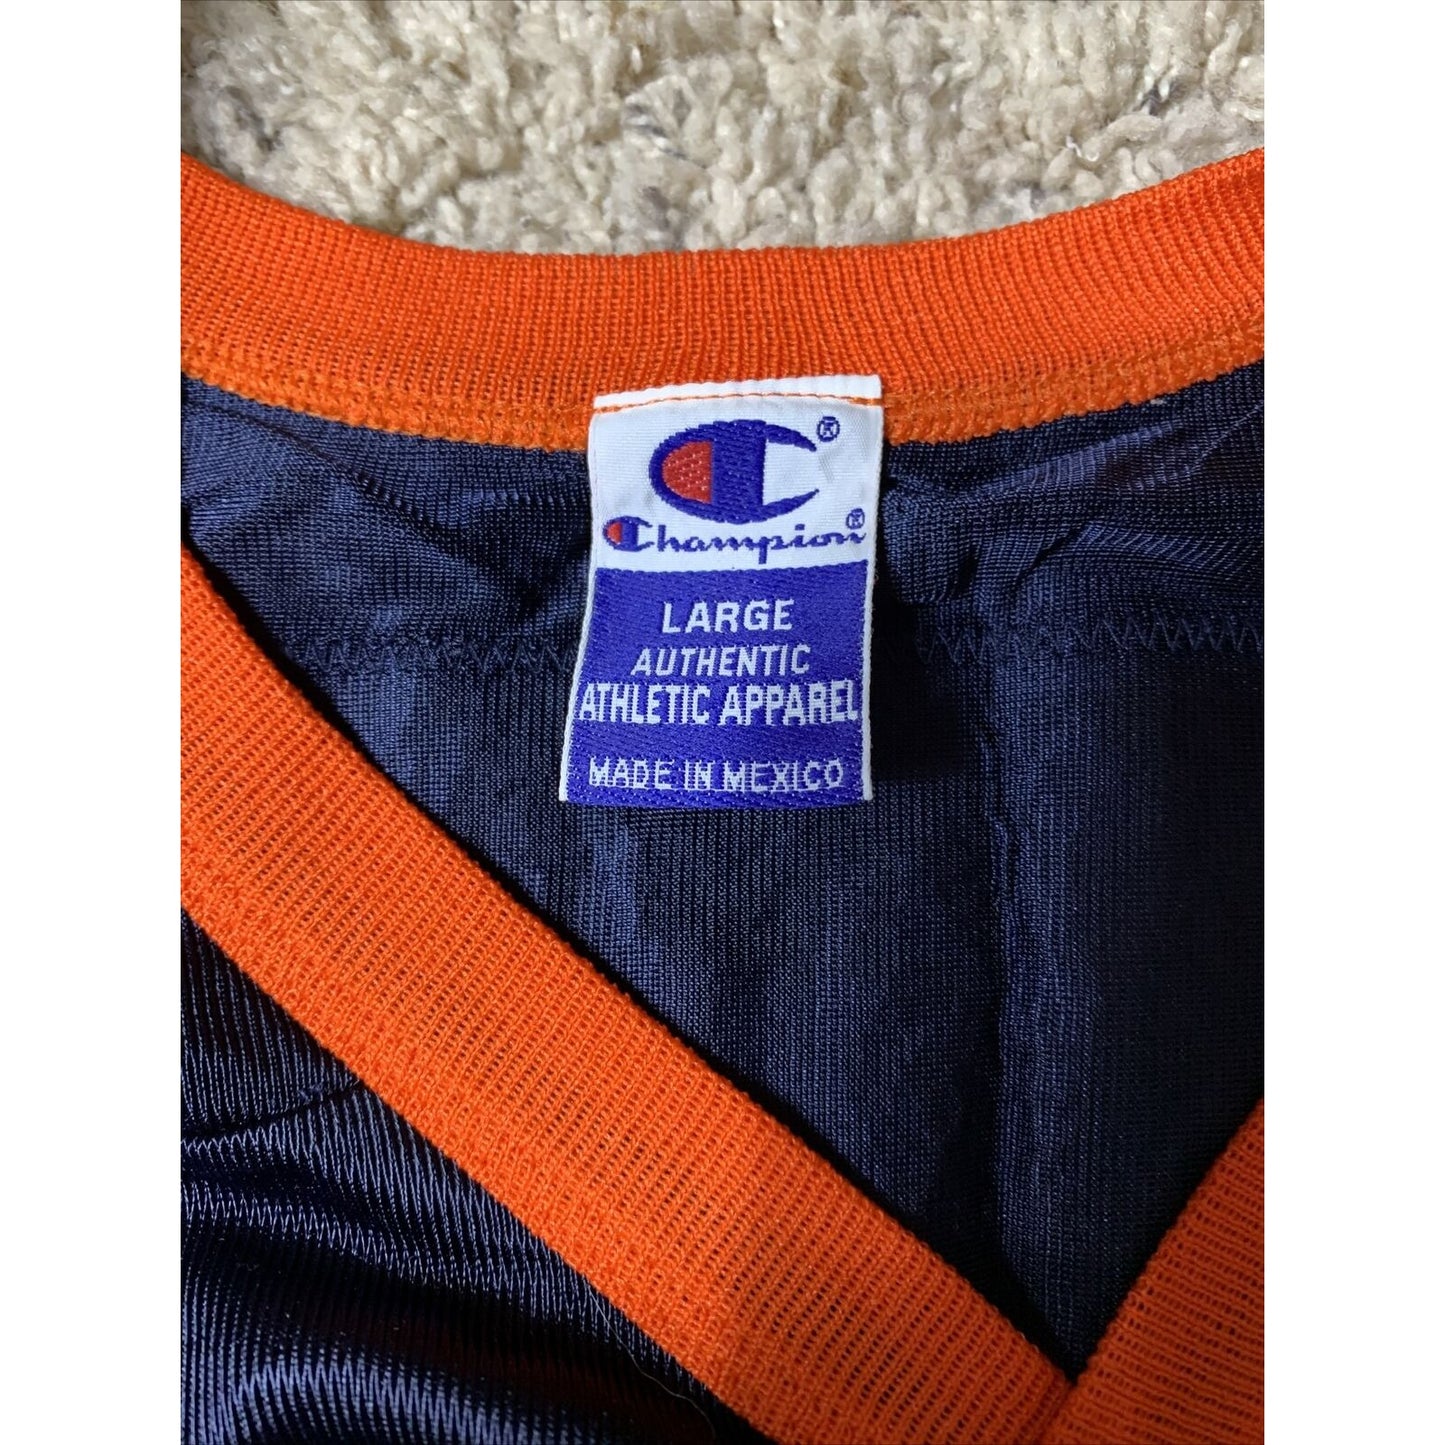 ®
Champion®
LARGE
AUTHENTIC
ATHLETIC APPAREL
MADE IN MEXICO